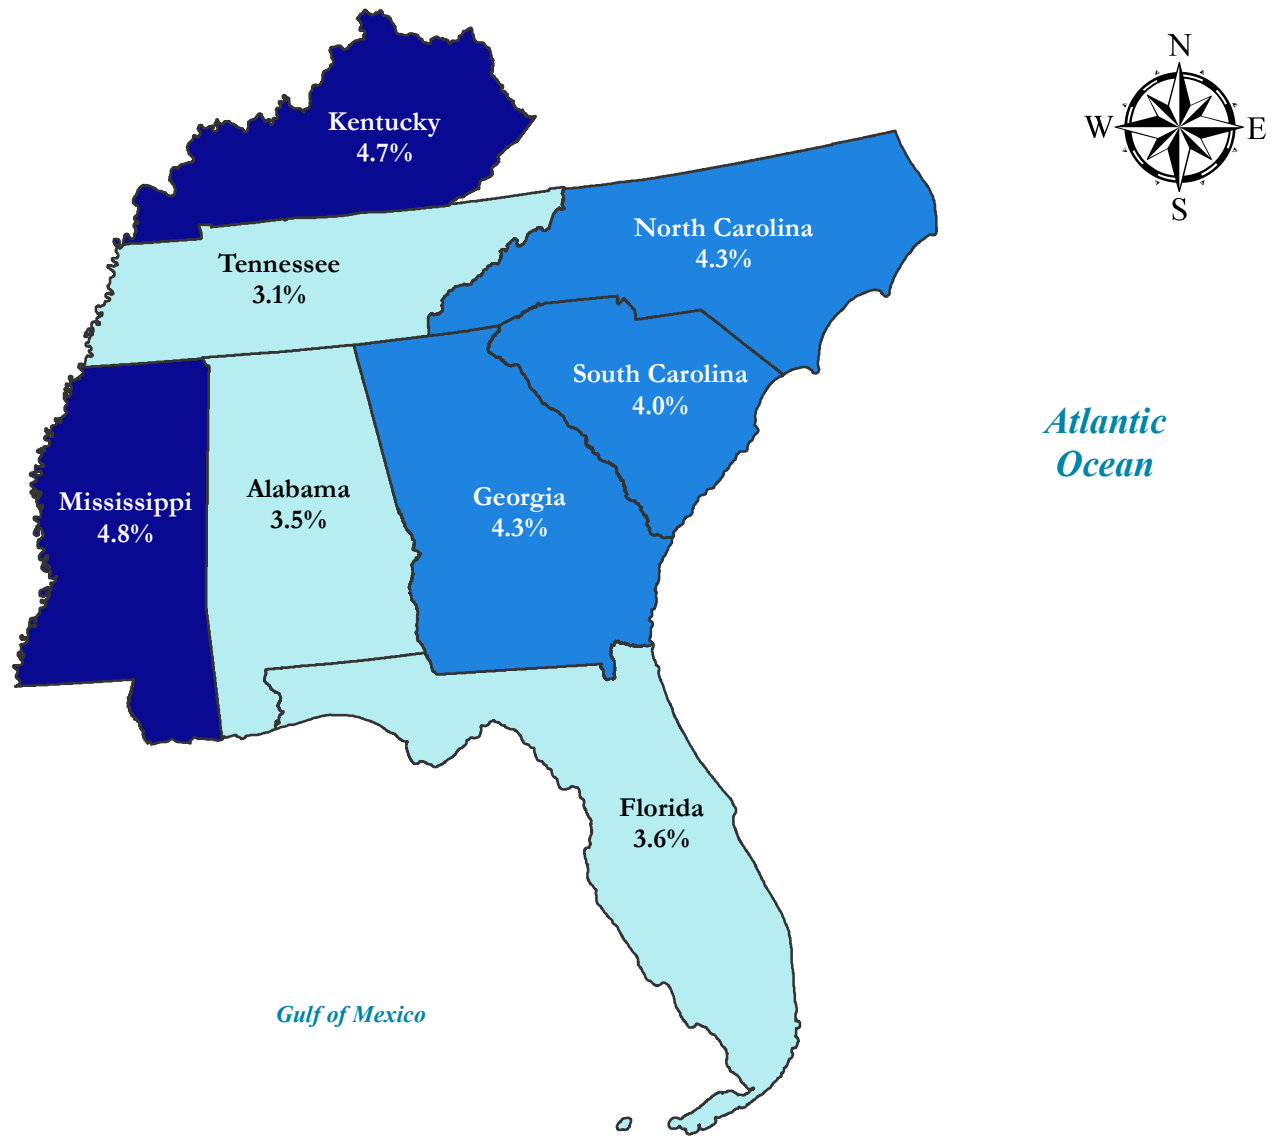 N
W
E
S
Kentucky
4.7%
North Carolina
4.3%
Tennessee
3.1%
South Carolina
4.0%
Atlantic
Ocean
Mississippi
4.8%
Alabama
3.5%
Georgia
4.3%
Florida
3.6%
Gulf of Mexico